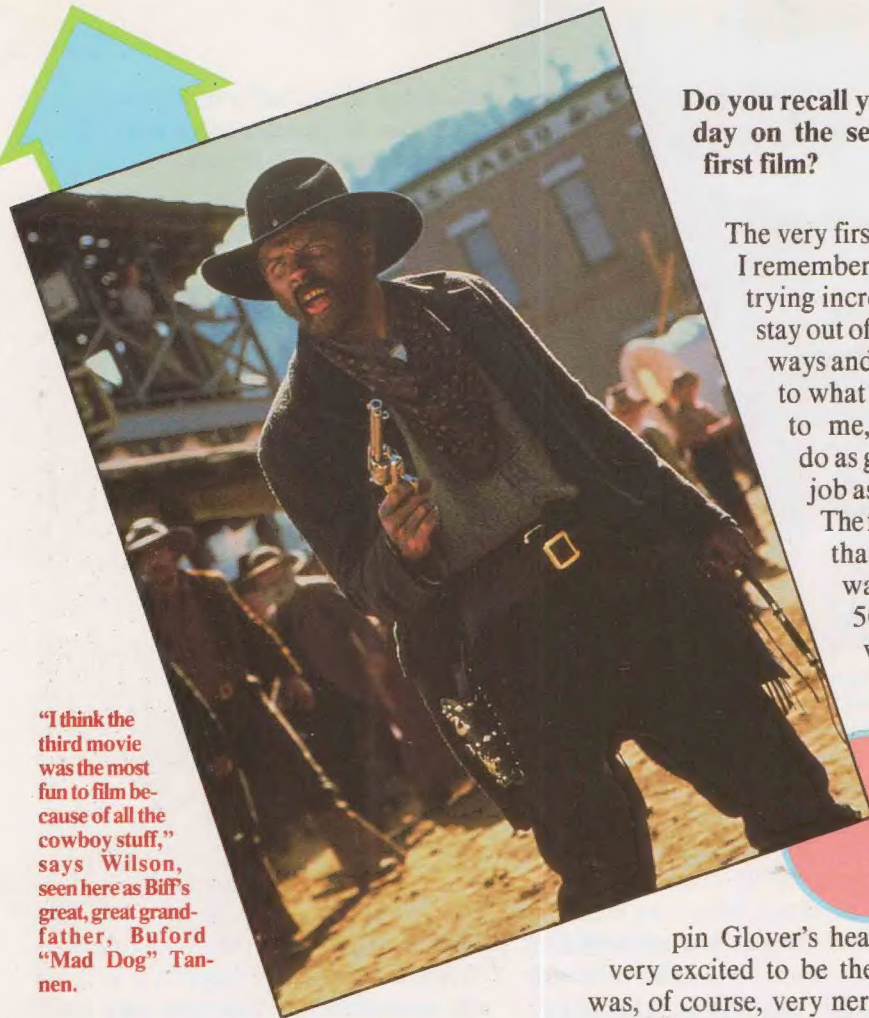 S FARGO & C
"I think the
third movie
was the most
fun to film be-
cause of all the
cowboy stuff,"
says Wilson,
seen here as Biff's
great, great grand-
father, Buford
"Mad Dog" Tan-
nen.
Do you recall y
day on the se
first film?
The very firs
I remember
trying incre
stay out of
ways and
to what
to me,
do as g
job as
The
tha
wa
50
pin Glover's hea
very excited to be the
was, of course, very ner